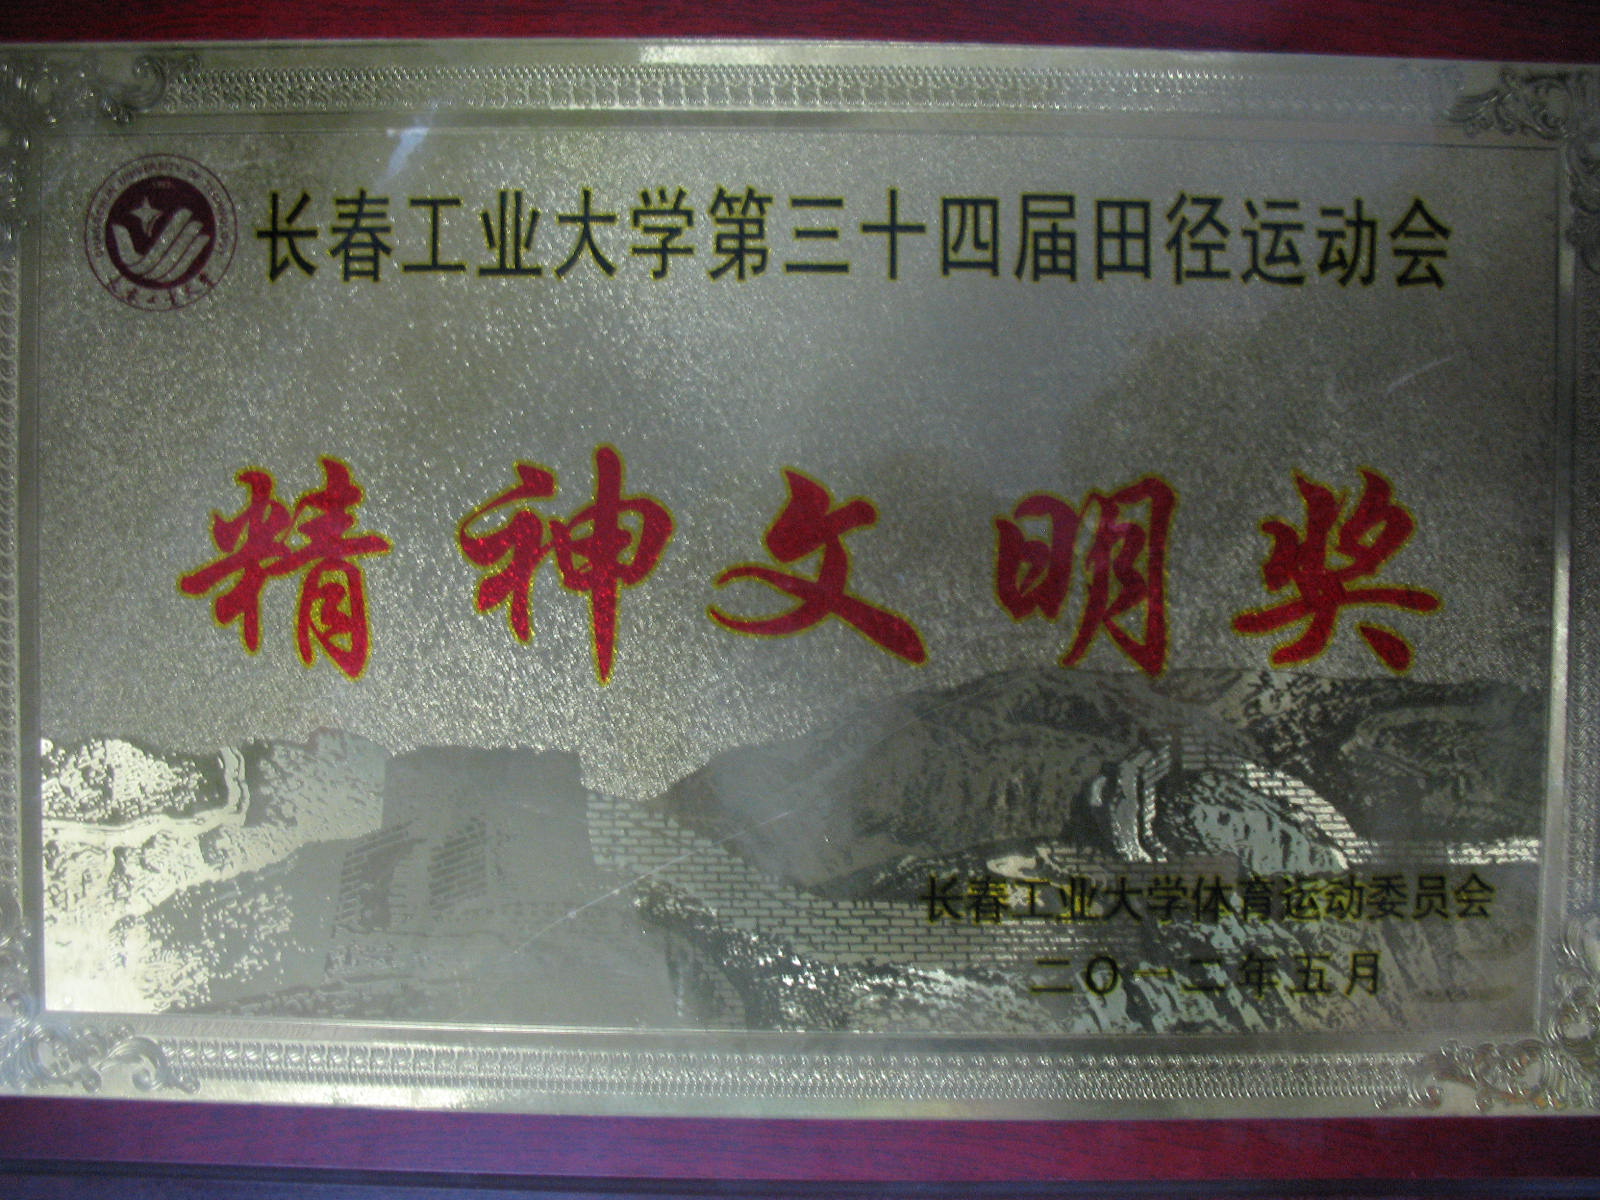 长春工业大学第三十四届田径运动会
精神文明奖
长春工业大学体育运动委员会
二〇一二年五月